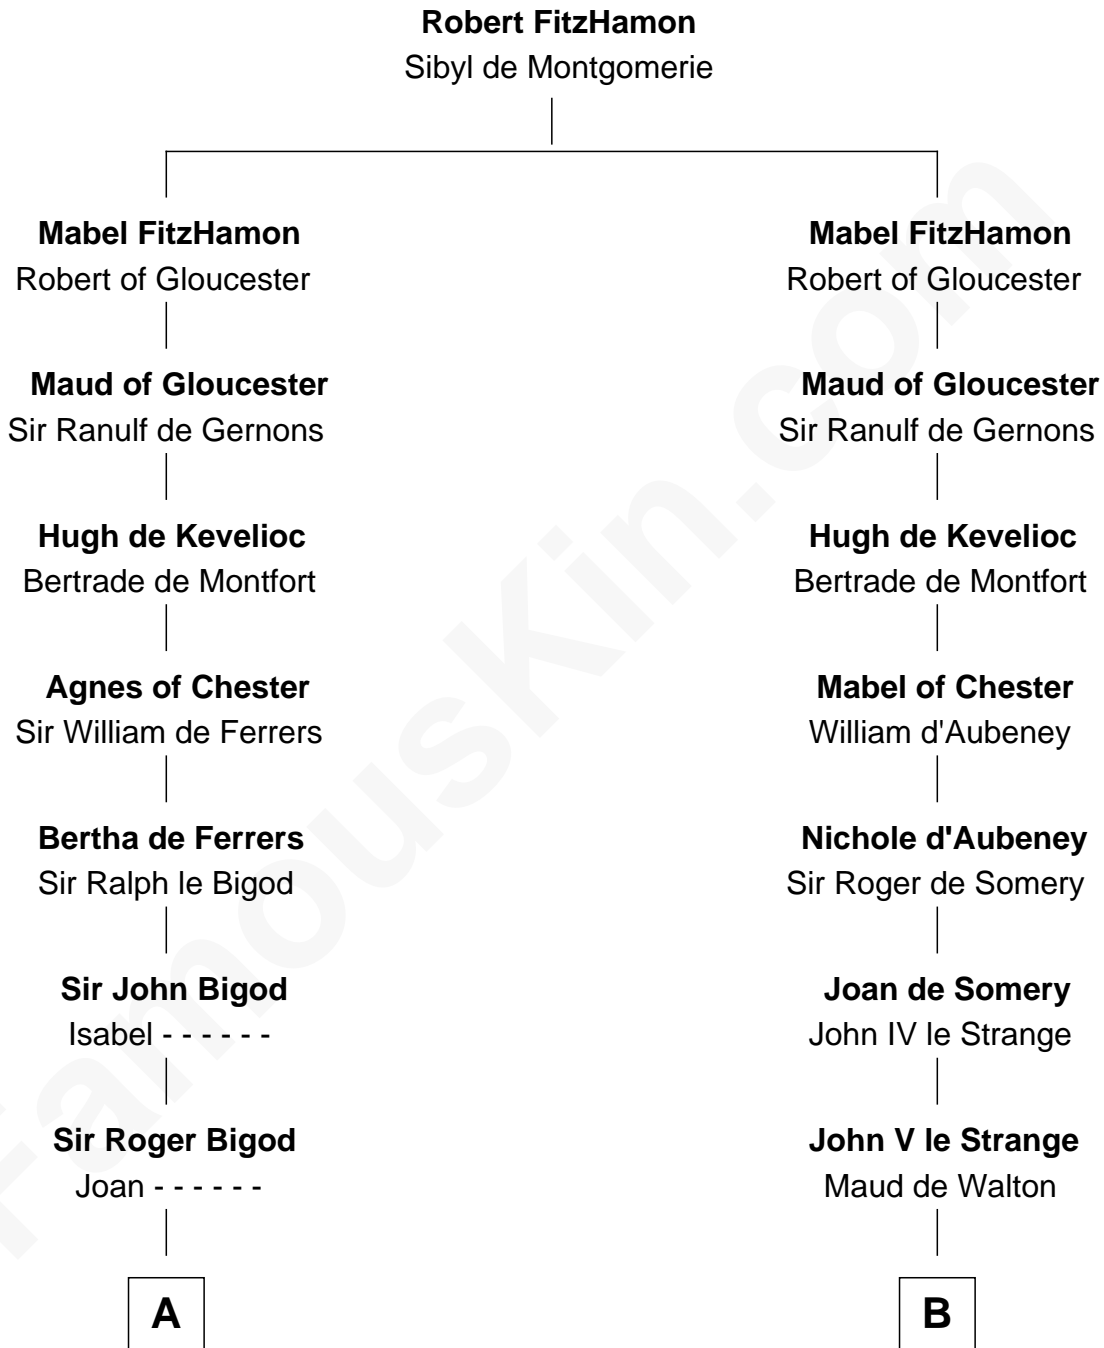 Robert FitzHamon
Sibyl de Montgomerie
Mabel FitzHamon
Robert of Gloucester
Mabel FitzHamon
Robert of Gloucester
Maud of Gloucester
Sir Ranulf de Gernons
Maud of Gloucester
Sir Ranulf de Gernons
Hugh de Kevelioc
Bertrade de Montfort
Hugh de Kevelioc
Bertrade de Montfort
Agnes of Chester
Sir William de Ferrers
Mabel of Chester
William d'Aubeney
Bertha de Ferrers
Sir Ralph le Bigod
Nichole d'Aubeney
Sir Roger de Somery
Sir John Bigod
Isabel - - - - - -
Joan de Somery
John IV le Strange
Sir Roger Bigod
Joan - - - - - -
John V le Strange
Maud de Walton
A
B
FamousKin.com